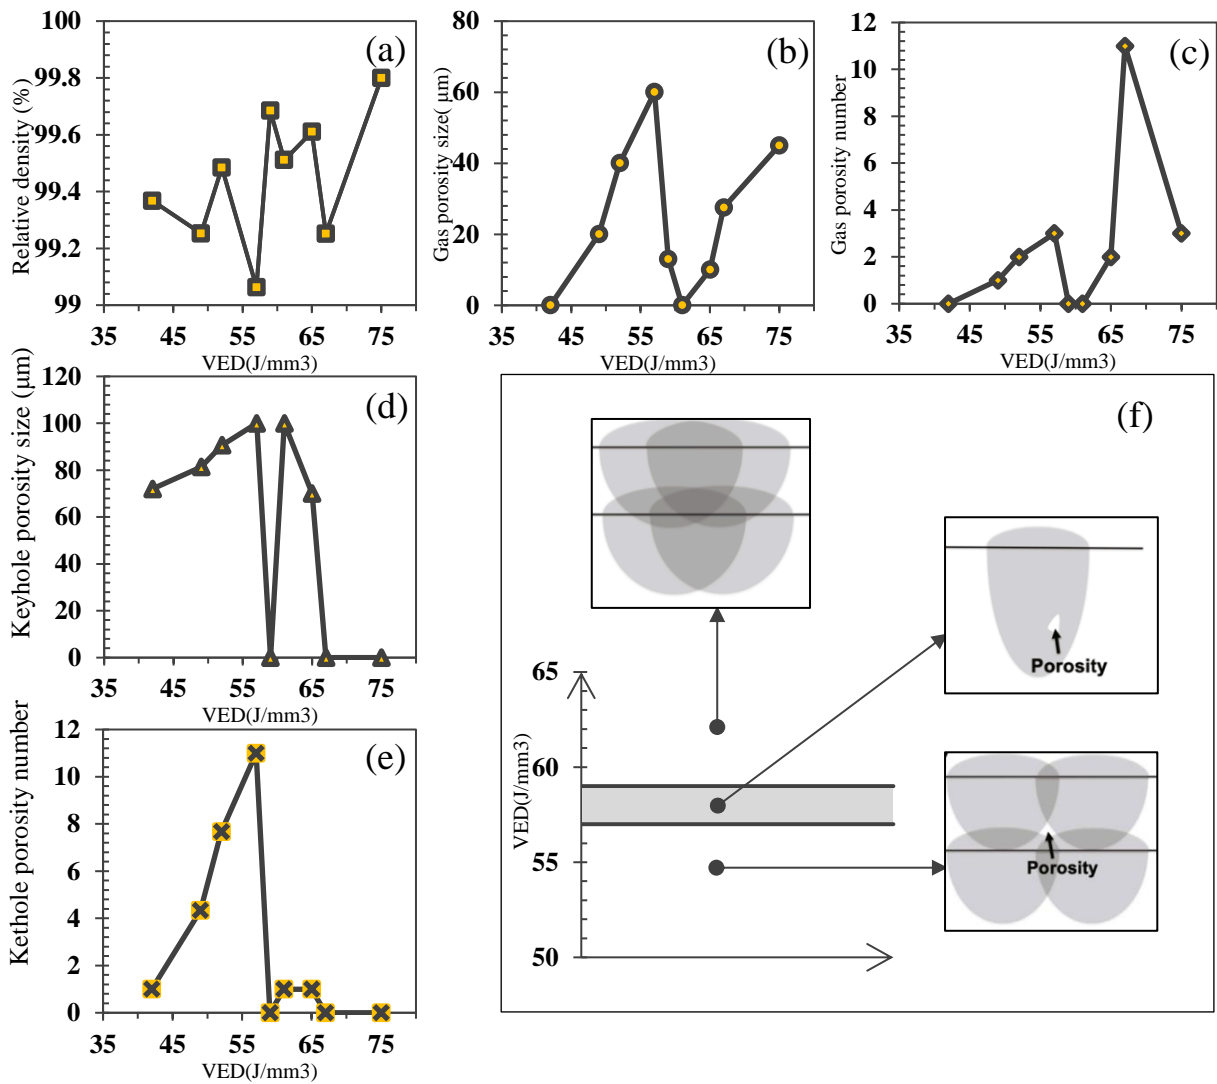 (a)
Relative density (%)
100
99.8
99.6
99.4
99.2
99
35 45 55 65 75
VED(J/mm3)
(b)
Gas porosity size( μm)
80
60
40
20
0
35 45 55 65 75
VED(J/mm3)
(c)
Gas porosity number
12
10
8
6
4
2
0
35 45 55 65 75
VED(J/mm3)
(d)
Keyhole porosity size (μm)
120
100
80
60
40
20
0
35 45 55 65 75
VED(J/mm3)
(e)
Kethole porosity number
12
10
8
6
4
2
0
35 45 55 65 75
VED(J/mm3)
(f)
VED(J/mm3)
65
60
55
50
Porosity
Porosity